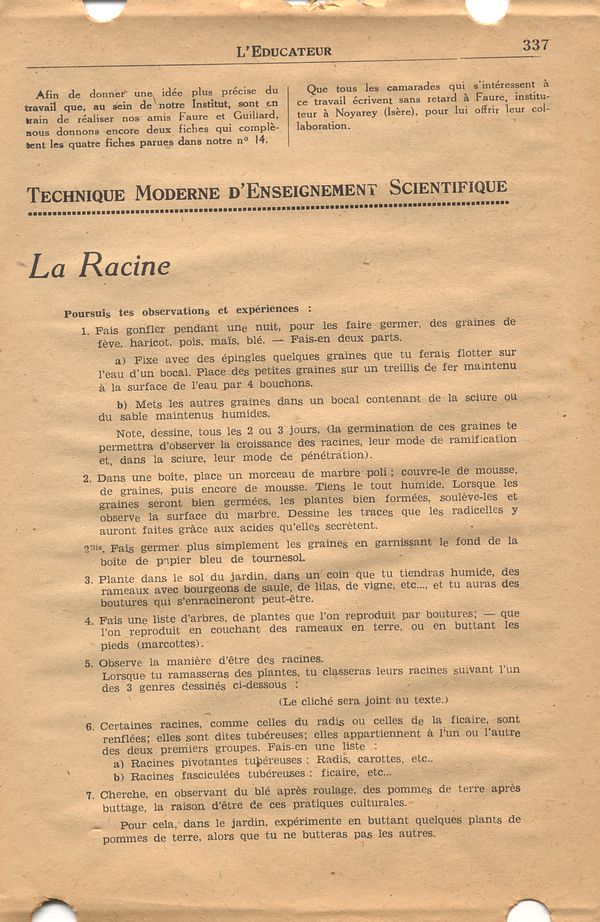 L'EDUCATEUR
337
Afin de donner une idée plus précise du
travail que, au sein de notre Institut, sont en
train de réaliser nos amis Faure et Guillard,
nous donnons encore deux fiches qui complè-
tent les quatre fiches parues dans notre n° 14.
Que tous les camarades qui s'intéressent à
ce travail écrivent sans retard à Faure, institu-
teur à Noyarey (Isère), pour lui offrir leur col-
laboration.
TECHNIQUE MODERNE D'ENSEIGNEMENT SCIENTIFIQUE
La Racine
Poursuis tes observations et expériences :
1. Fais gonfler pendant une nuit, pour les faire germer, des graines de
fève, haricot, pois, maïs, blé. — Fais-en deux parts.
a) Fixe avec des épingles quelques graines que tu ferais flotter sur
l'eau d'un bocal. Place des petites graines sur un treillis de fer maintenu
à la surface de l'eau par 4 bouchons.
b) Mets les autres graines dans un bocal contenant de la sciure ou
du sable maintenus humides.
Note, dessine, tous les 2 ou 3 jours, (la germination de ces graines te
permettra d'observer la croissance des racines, leur mode de ramification
et, dans la sciure, leur mode de pénétration).
2. Dans une boîte, place un morceau de marbre poli ; couvre-le de mousse,
de graines, puis encore de mousse. Tiens le tout humide. Lorsque les
graines seront bien germées, les plantes bien formées, soulève-les et
observe la surface du marbre. Dessine les traces que les radicelles y
auront faites grâce aux acides qu'elles secrètent.
2bis. Fais germer plus simplement les graines en garnissant le fond de la
boîte de papier bleu de tournesol.
3. Plante dans le sol du jardin, dans un coin que tu tiendras humide, des
rameaux avec bourgeons de saule, de lilas, de vigne, etc..., et tu auras des
boutures qui s'enracineront peut-être.
4. Fais une liste d'arbres, de plantes que l'on reproduit par boutures; — que
l'on reproduit en couchant des rameaux en terre, ou en buttant les
pieds (marcottes).
5. Observe la manière d'être des racines.
Lorsque tu ramasseras des plantes, tu classeras leurs racines suivant l'un
des 3 genres dessinés ci-dessous :
(Le cliché sera joint au texte.)
6. Certaines racines, comme celles du radis ou celles de la ficaire, sont
renflées; elles sont dites tubéreuses; elles appartiennent à l'un ou l'autre
des deux premiers groupes. Fais-en une liste :
a) Racines pivotantes tubéreuses : Radis, carottes, etc..
b) Racines fasciculées tubéreuses : ficaire, etc...
7. Cherche, en observant du blé après roulage, des pommes de terre après
buttage, la raison d'être de ces pratiques culturales.
Pour cela, dans le jardin, expérimente en buttant quelques plants de
pommes de terre, alors que tu ne butteras pas les autres.